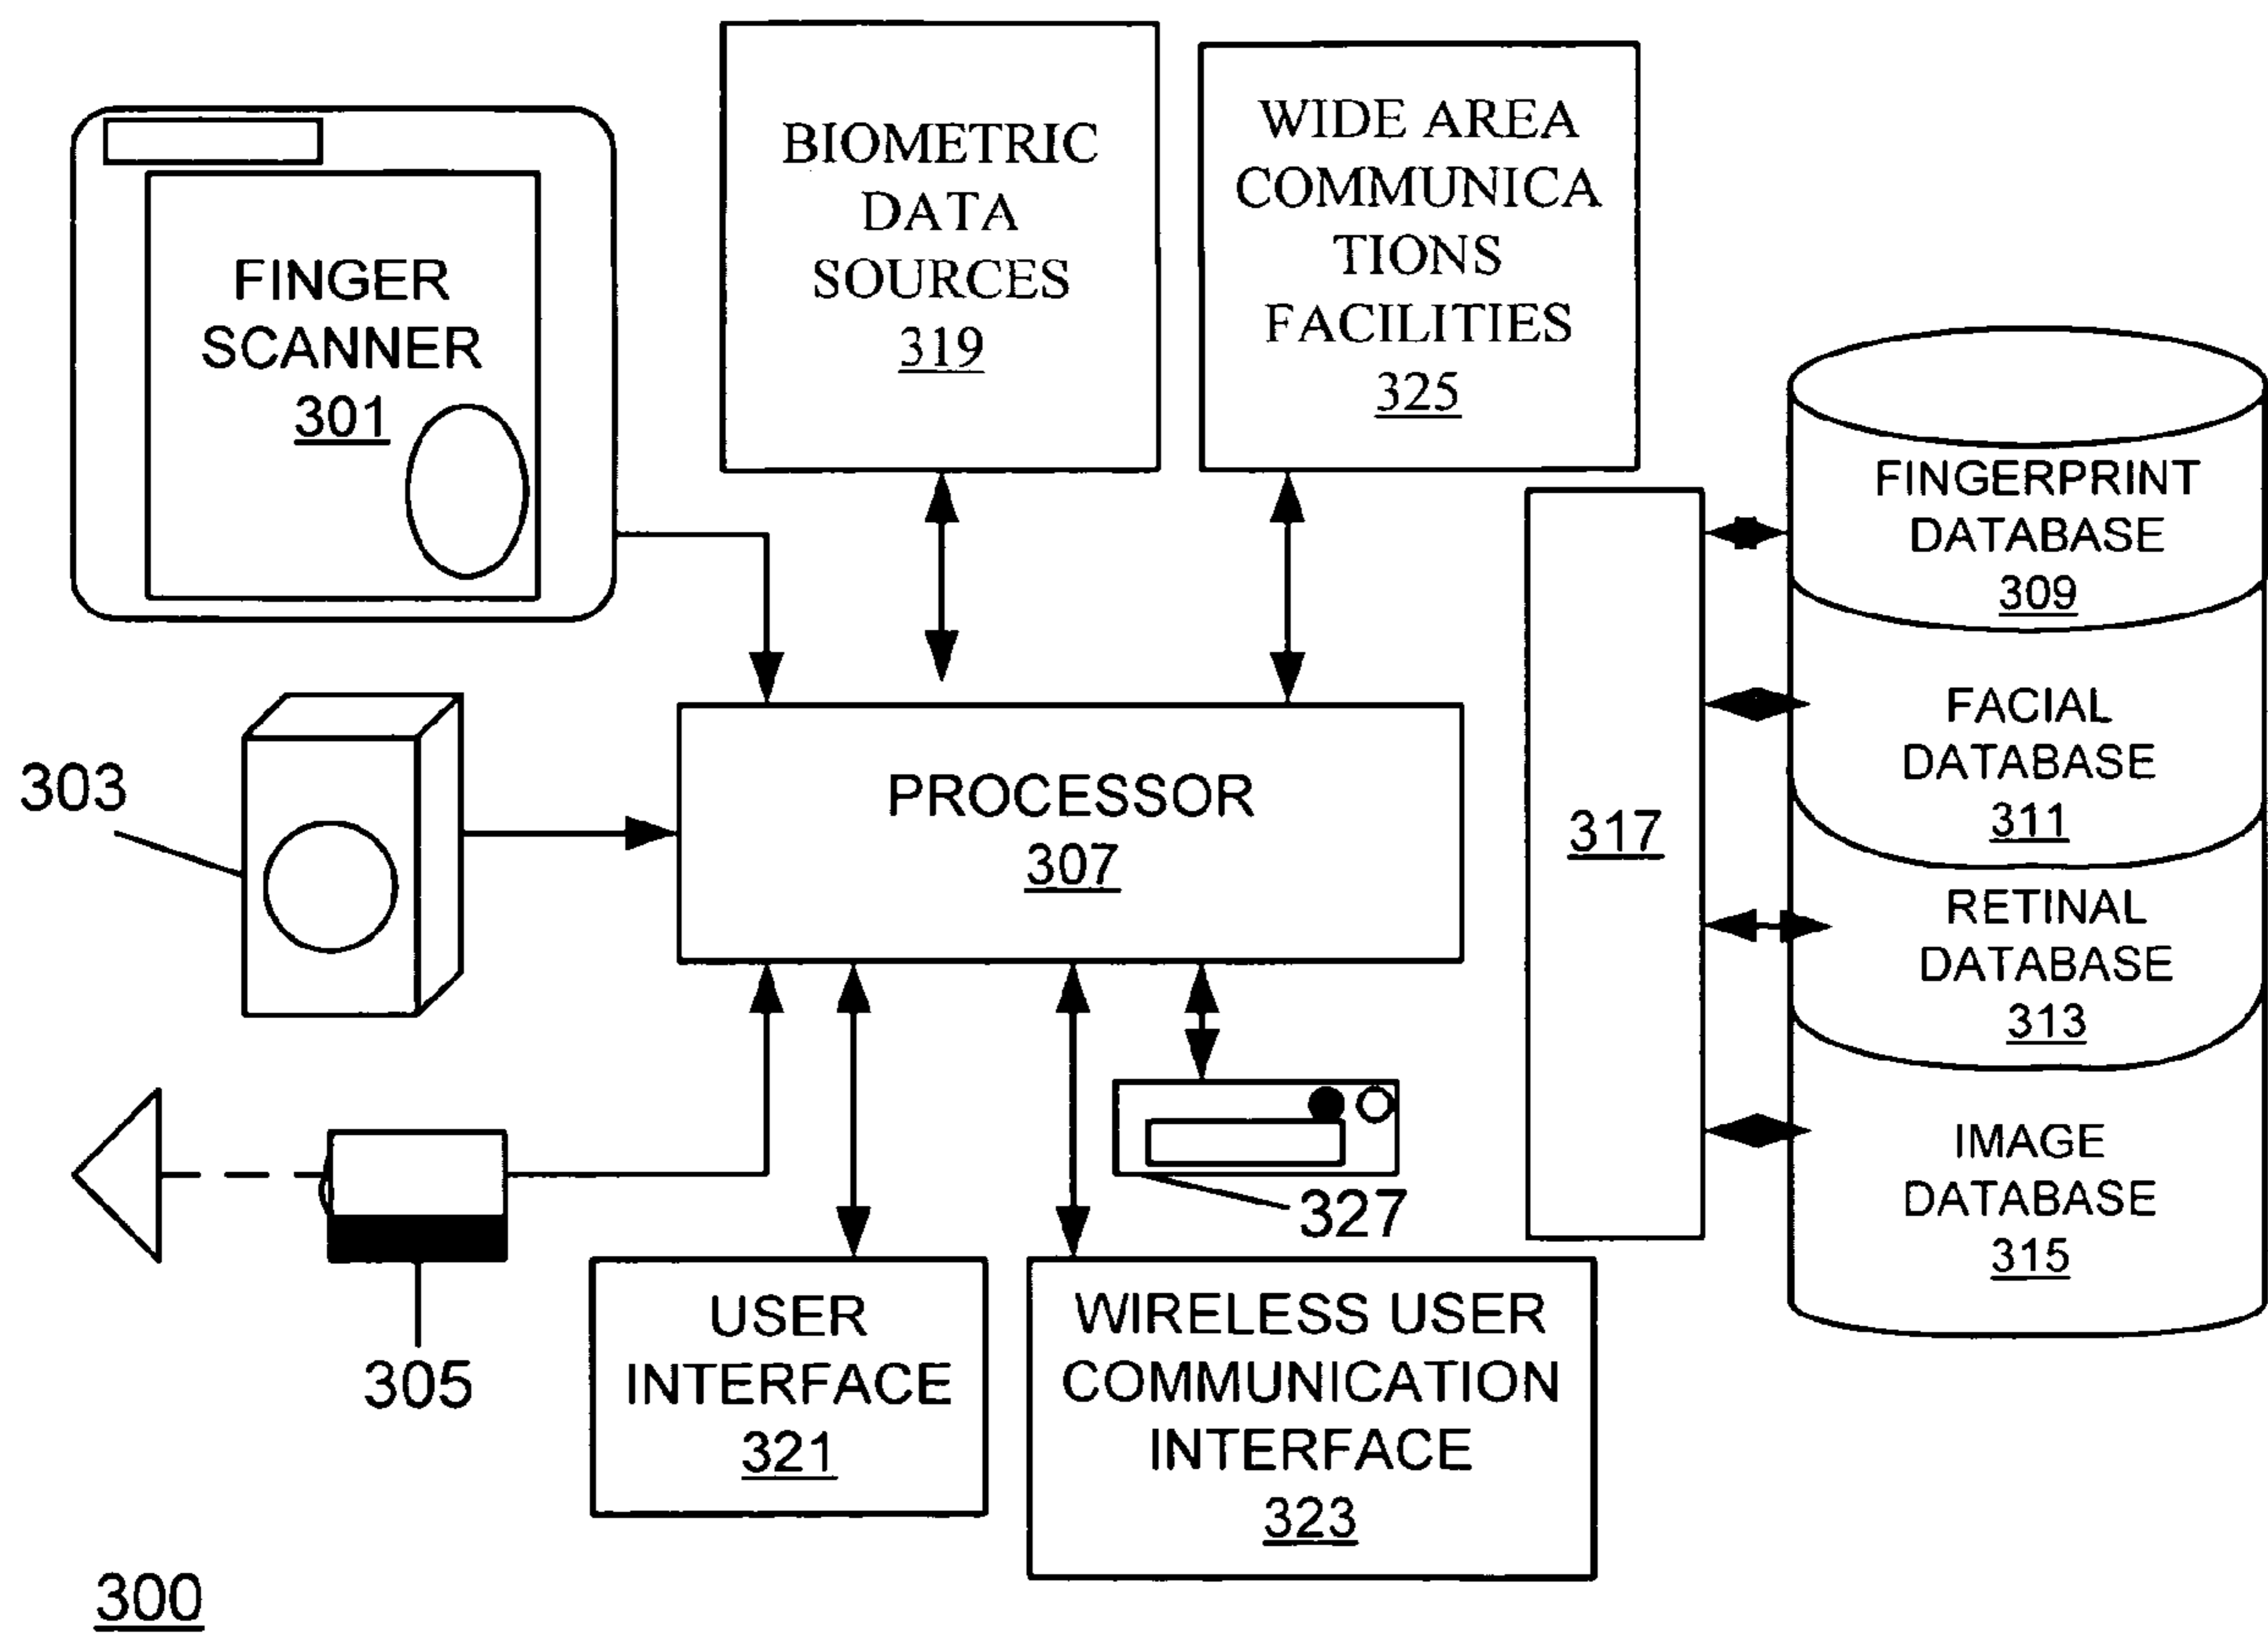 FINGER
SCANNER
301
BIOMETRIC
DATA
SOURCES
319
WIDE AREA
COMMUNICA
TIONS
FACILITIES
325
FINGERPRINT
DATABASE
309
FACIAL
DATABASE
311
RETINAL
DATABASE
313
IMAGE
DATABASE
315
317
303
PROCESSOR
307
305
327
USER
INTERFACE
321
WIRELESS USER
COMMUNICATION
INTERFACE
323
300